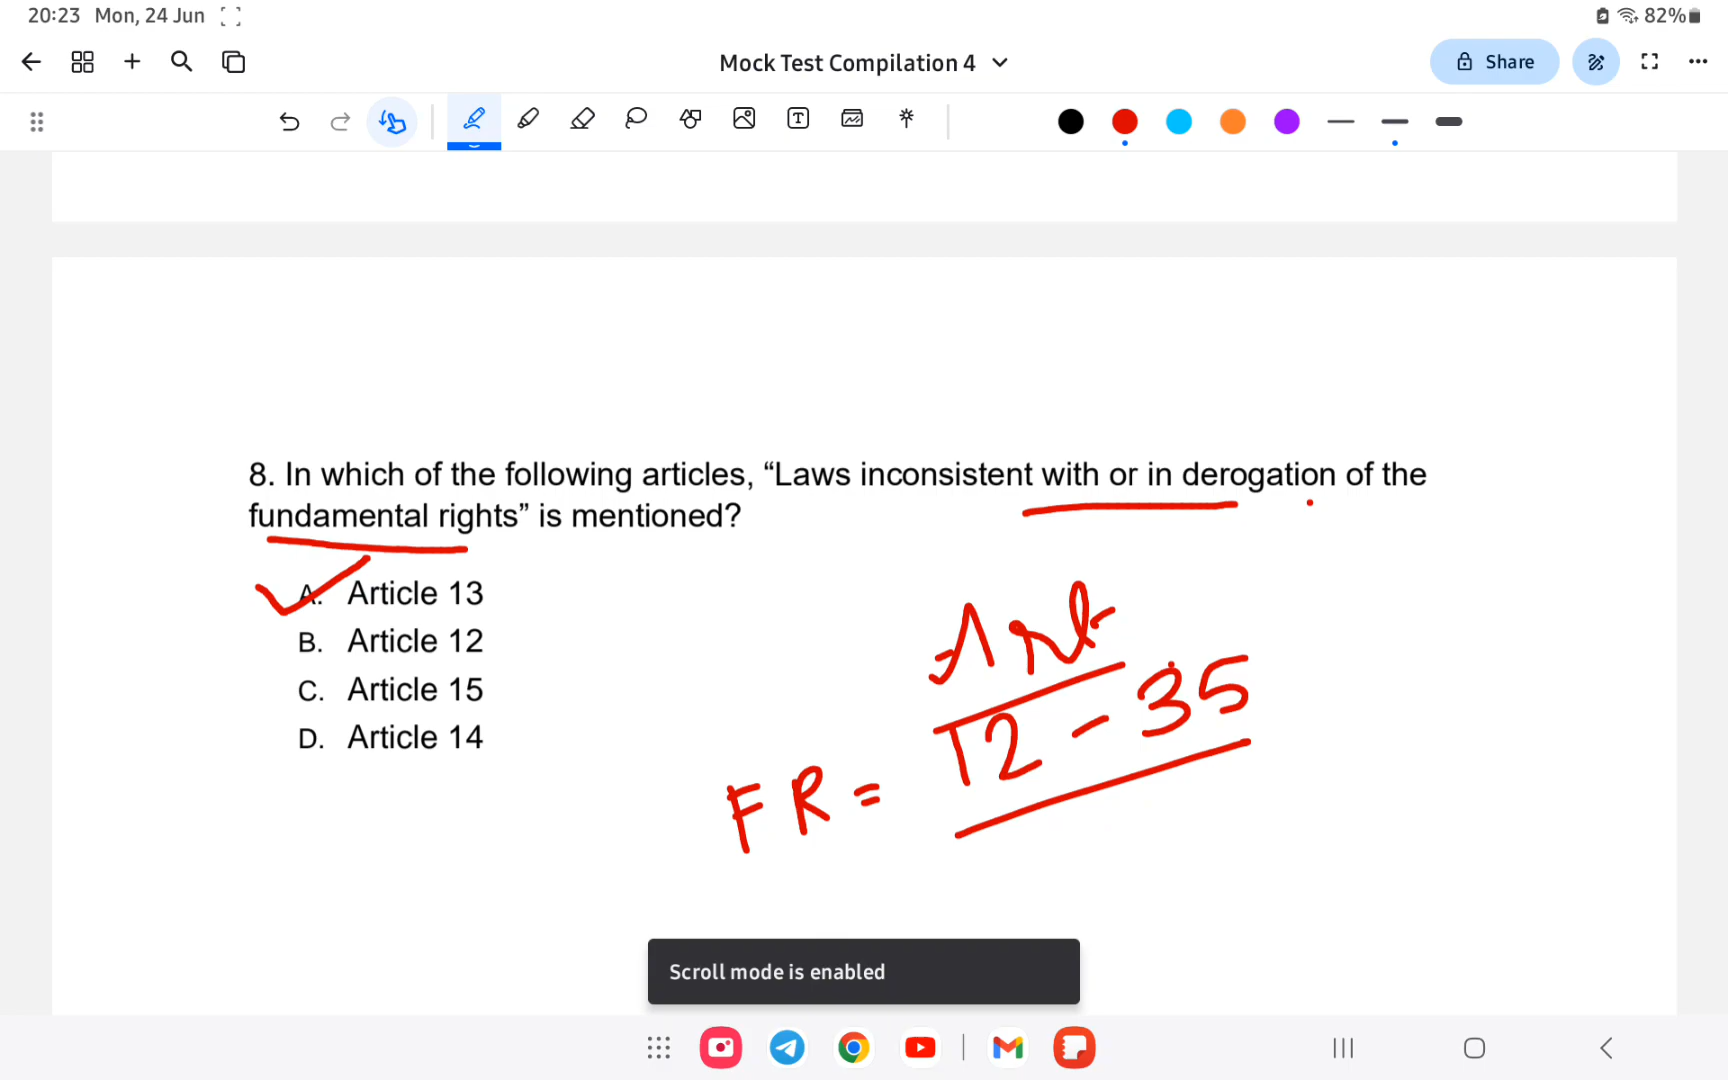 20:23 Mon, 24 Jun 82%
Mock Test Compilation 4
Share
8. In which of the following articles, “Laws inconsistent with or in derogation of the
fundamental rights” is mentioned?
A. Article 13
B. Article 12
C. Article 15
D. Article 14
Art
12 - 35
FR =
Scroll mode is enabled